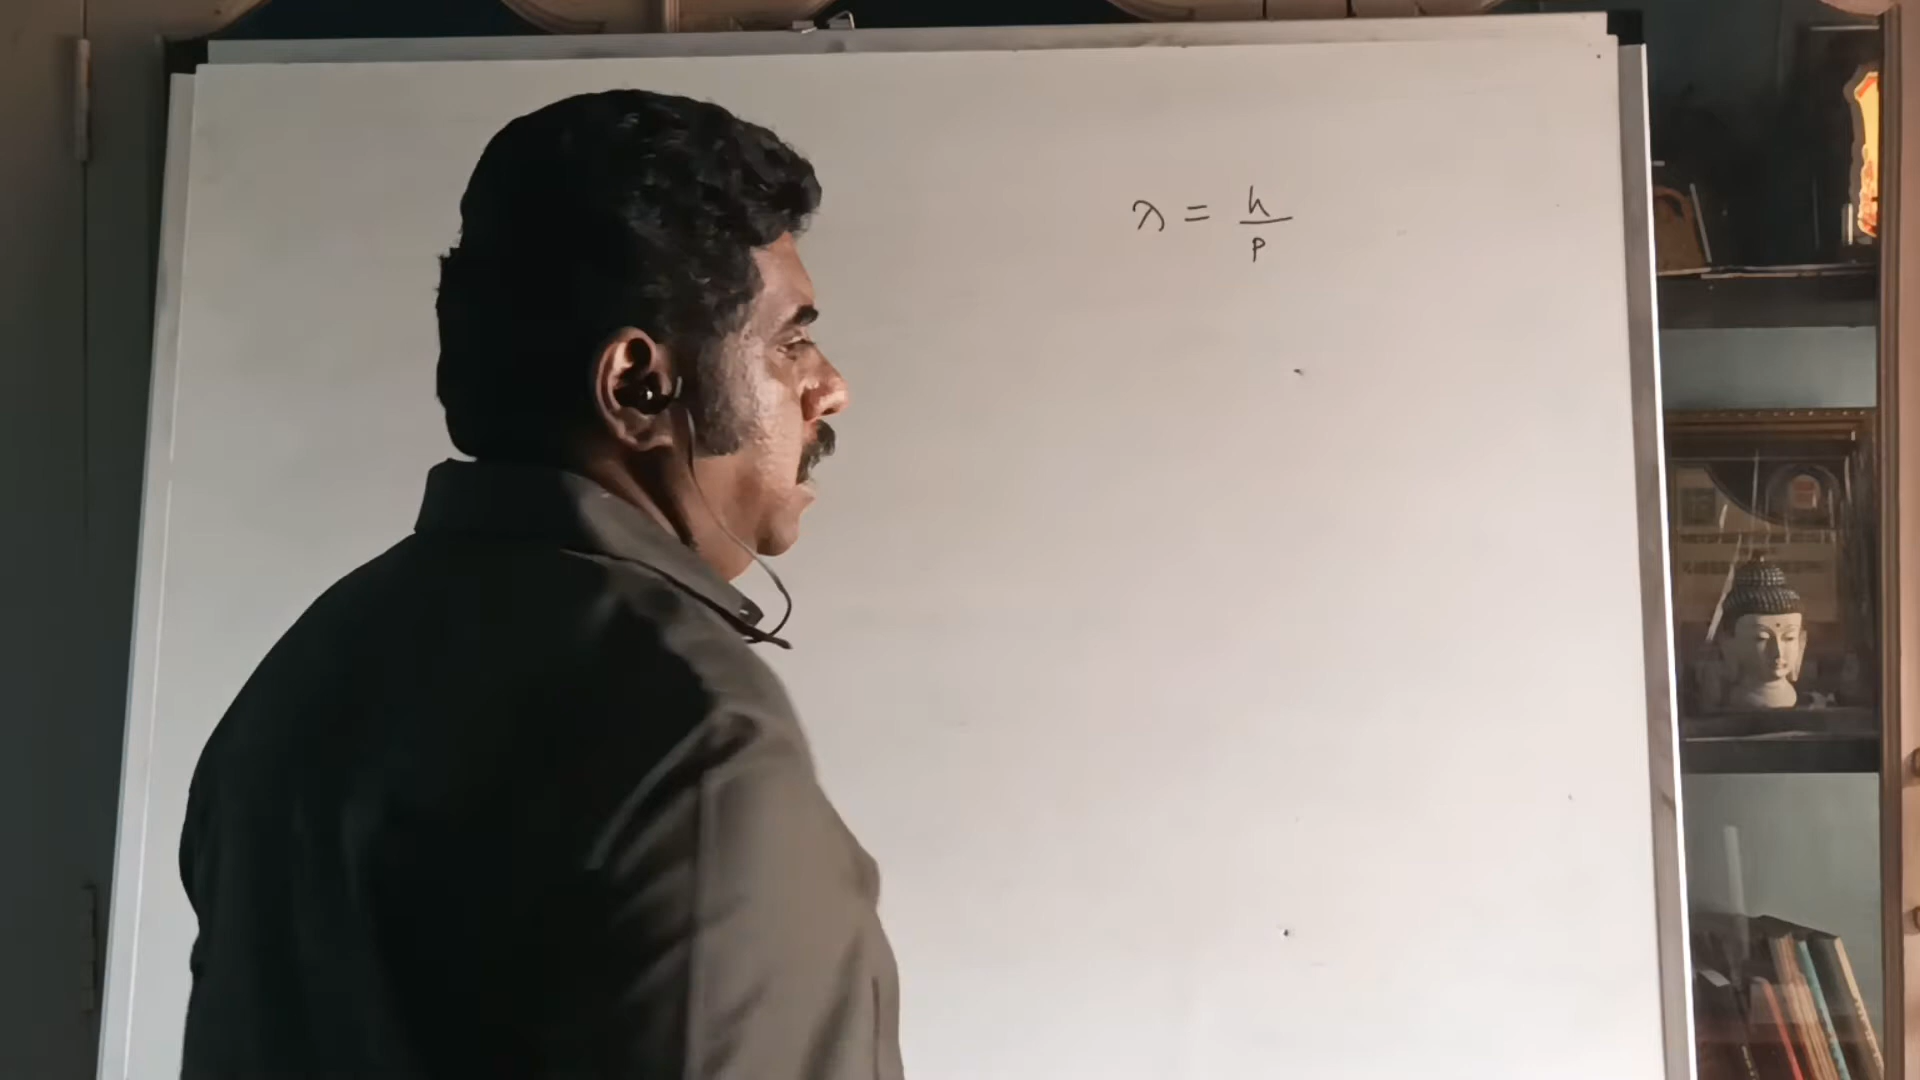 λ = h/p